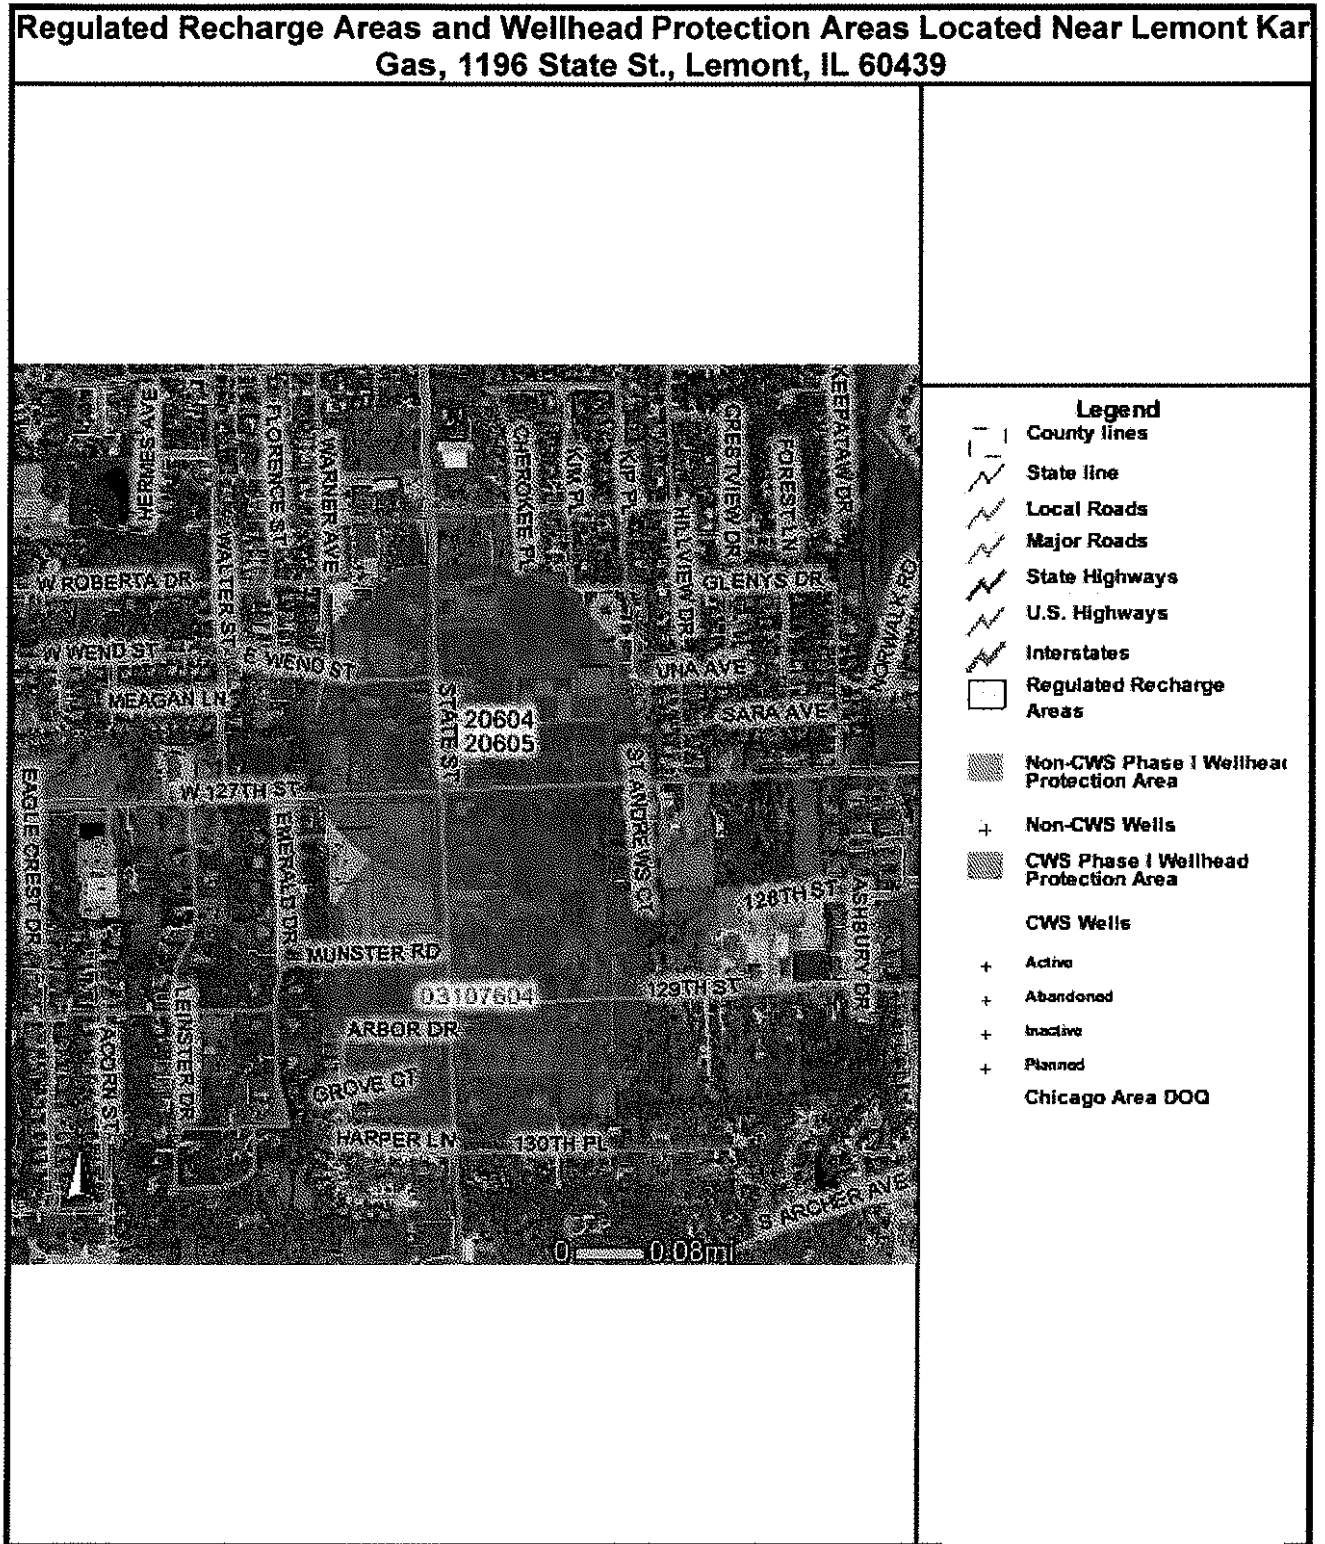 Regulated Recharge Areas and Wellhead Protection Areas Located Near Lemont Kar
Gas, 1196 State St., Lemont, IL 60439
HERMES AVE
FLORENCE ST
WARNER AVE
CHEROKEE PL
KIM PL
KIP PL
HILLVIEW DR
CRESTVIEW DR
FOREST LN
KEEPATAW DR
W ROBERTA DR
WALTER ST
GLENYS DR
W WEND ST
E WEND ST
UNA AVE
MEAGAN LN
SARA AVE
STATE ST
20604
20605
EAGLE CREST DR
W 127TH ST
EMERALD DR
ST ANDREWS CT
128TH ST
ASHBURY DR
MUNSTER RD
03107604
129TH ST
LEINSTER DR
ARBOR DR
ACORN ST
GROVE CT
HARPER LN
130TH PL
S ARCHER AVE
0 0.08mi
Legend
County lines
State line
Local Roads
Major Roads
State Highways
U.S. Highways
Interstates
Regulated Recharge
Areas
Non-CWS Phase I Wellhea
Protection Area
Non-CWS Wells
CWS Phase I Wellhead
Protection Area
CWS Wells
Active
Abandoned
Inactive
Planned
Chicago Area DOQ